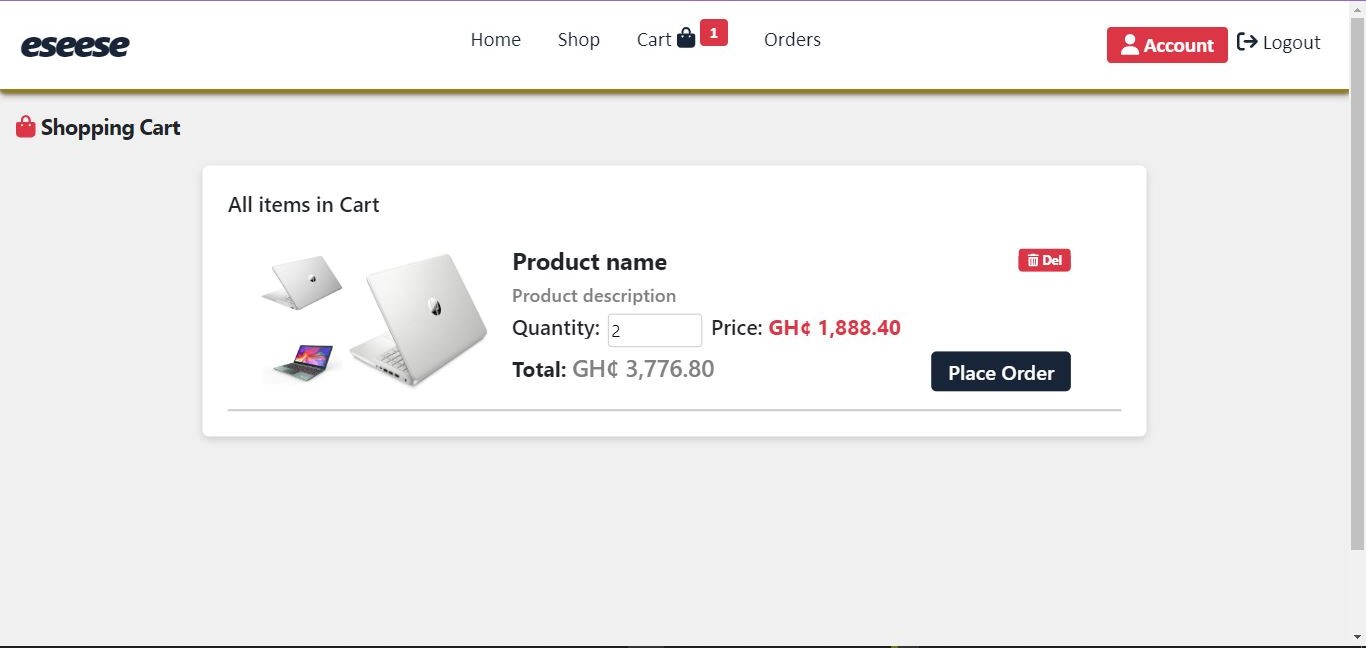 eseese
Home Shop Cart 1 Orders
Account Logout
Shopping Cart
All items in Cart
Product name
Del
Product description
Quantity: 2 Price: GH¢ 1,888.40
Total: GH¢ 3,776.80
Place Order